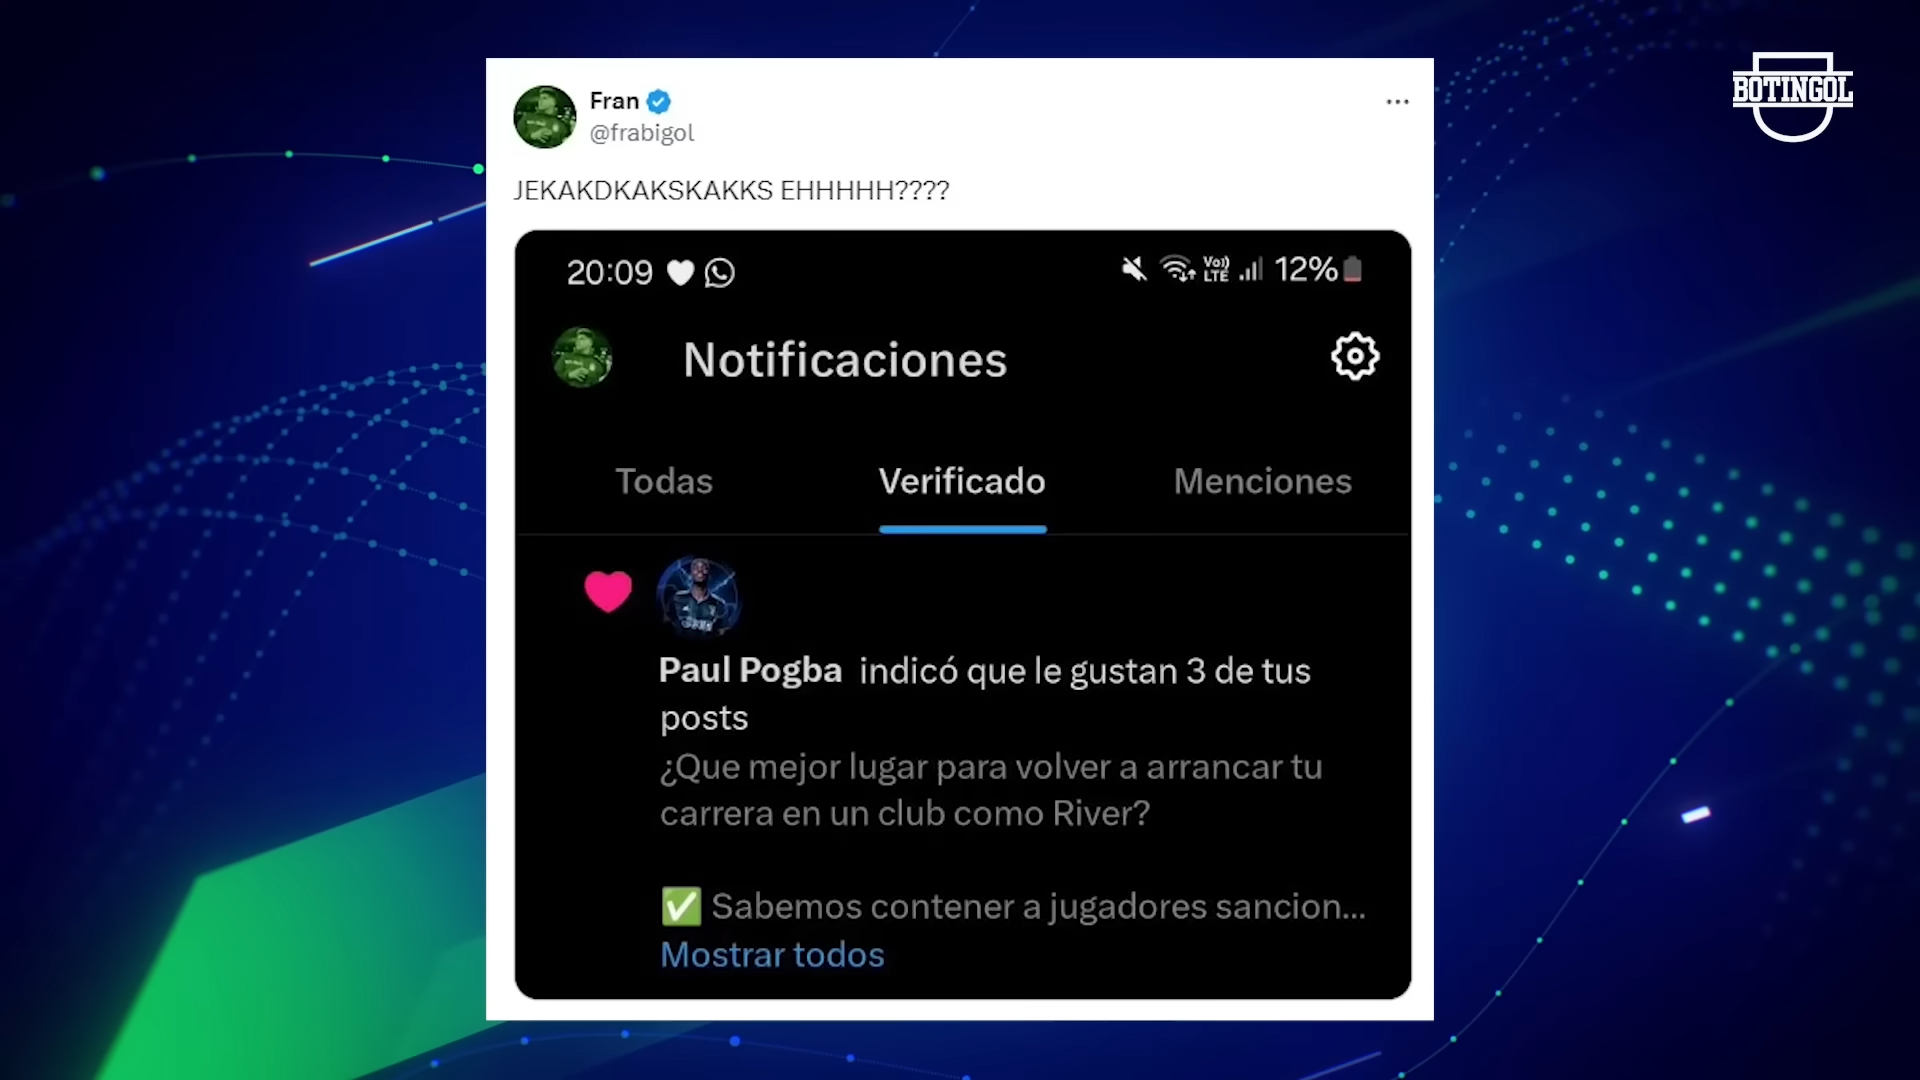 BOTINGOL
Fran
@frabigol
JEKAKDKAKSKAKKS EHHHHH????
20:09
Vo)) LTE 12%
Notificaciones
Todas Verificado Menciones
Paul Pogba indicó que le gustan 3 de tus
posts
¿Que mejor lugar para volver a arrancar tu
carrera en un club como River?
✅ Sabemos contener a jugadores sancion...
Mostrar todos